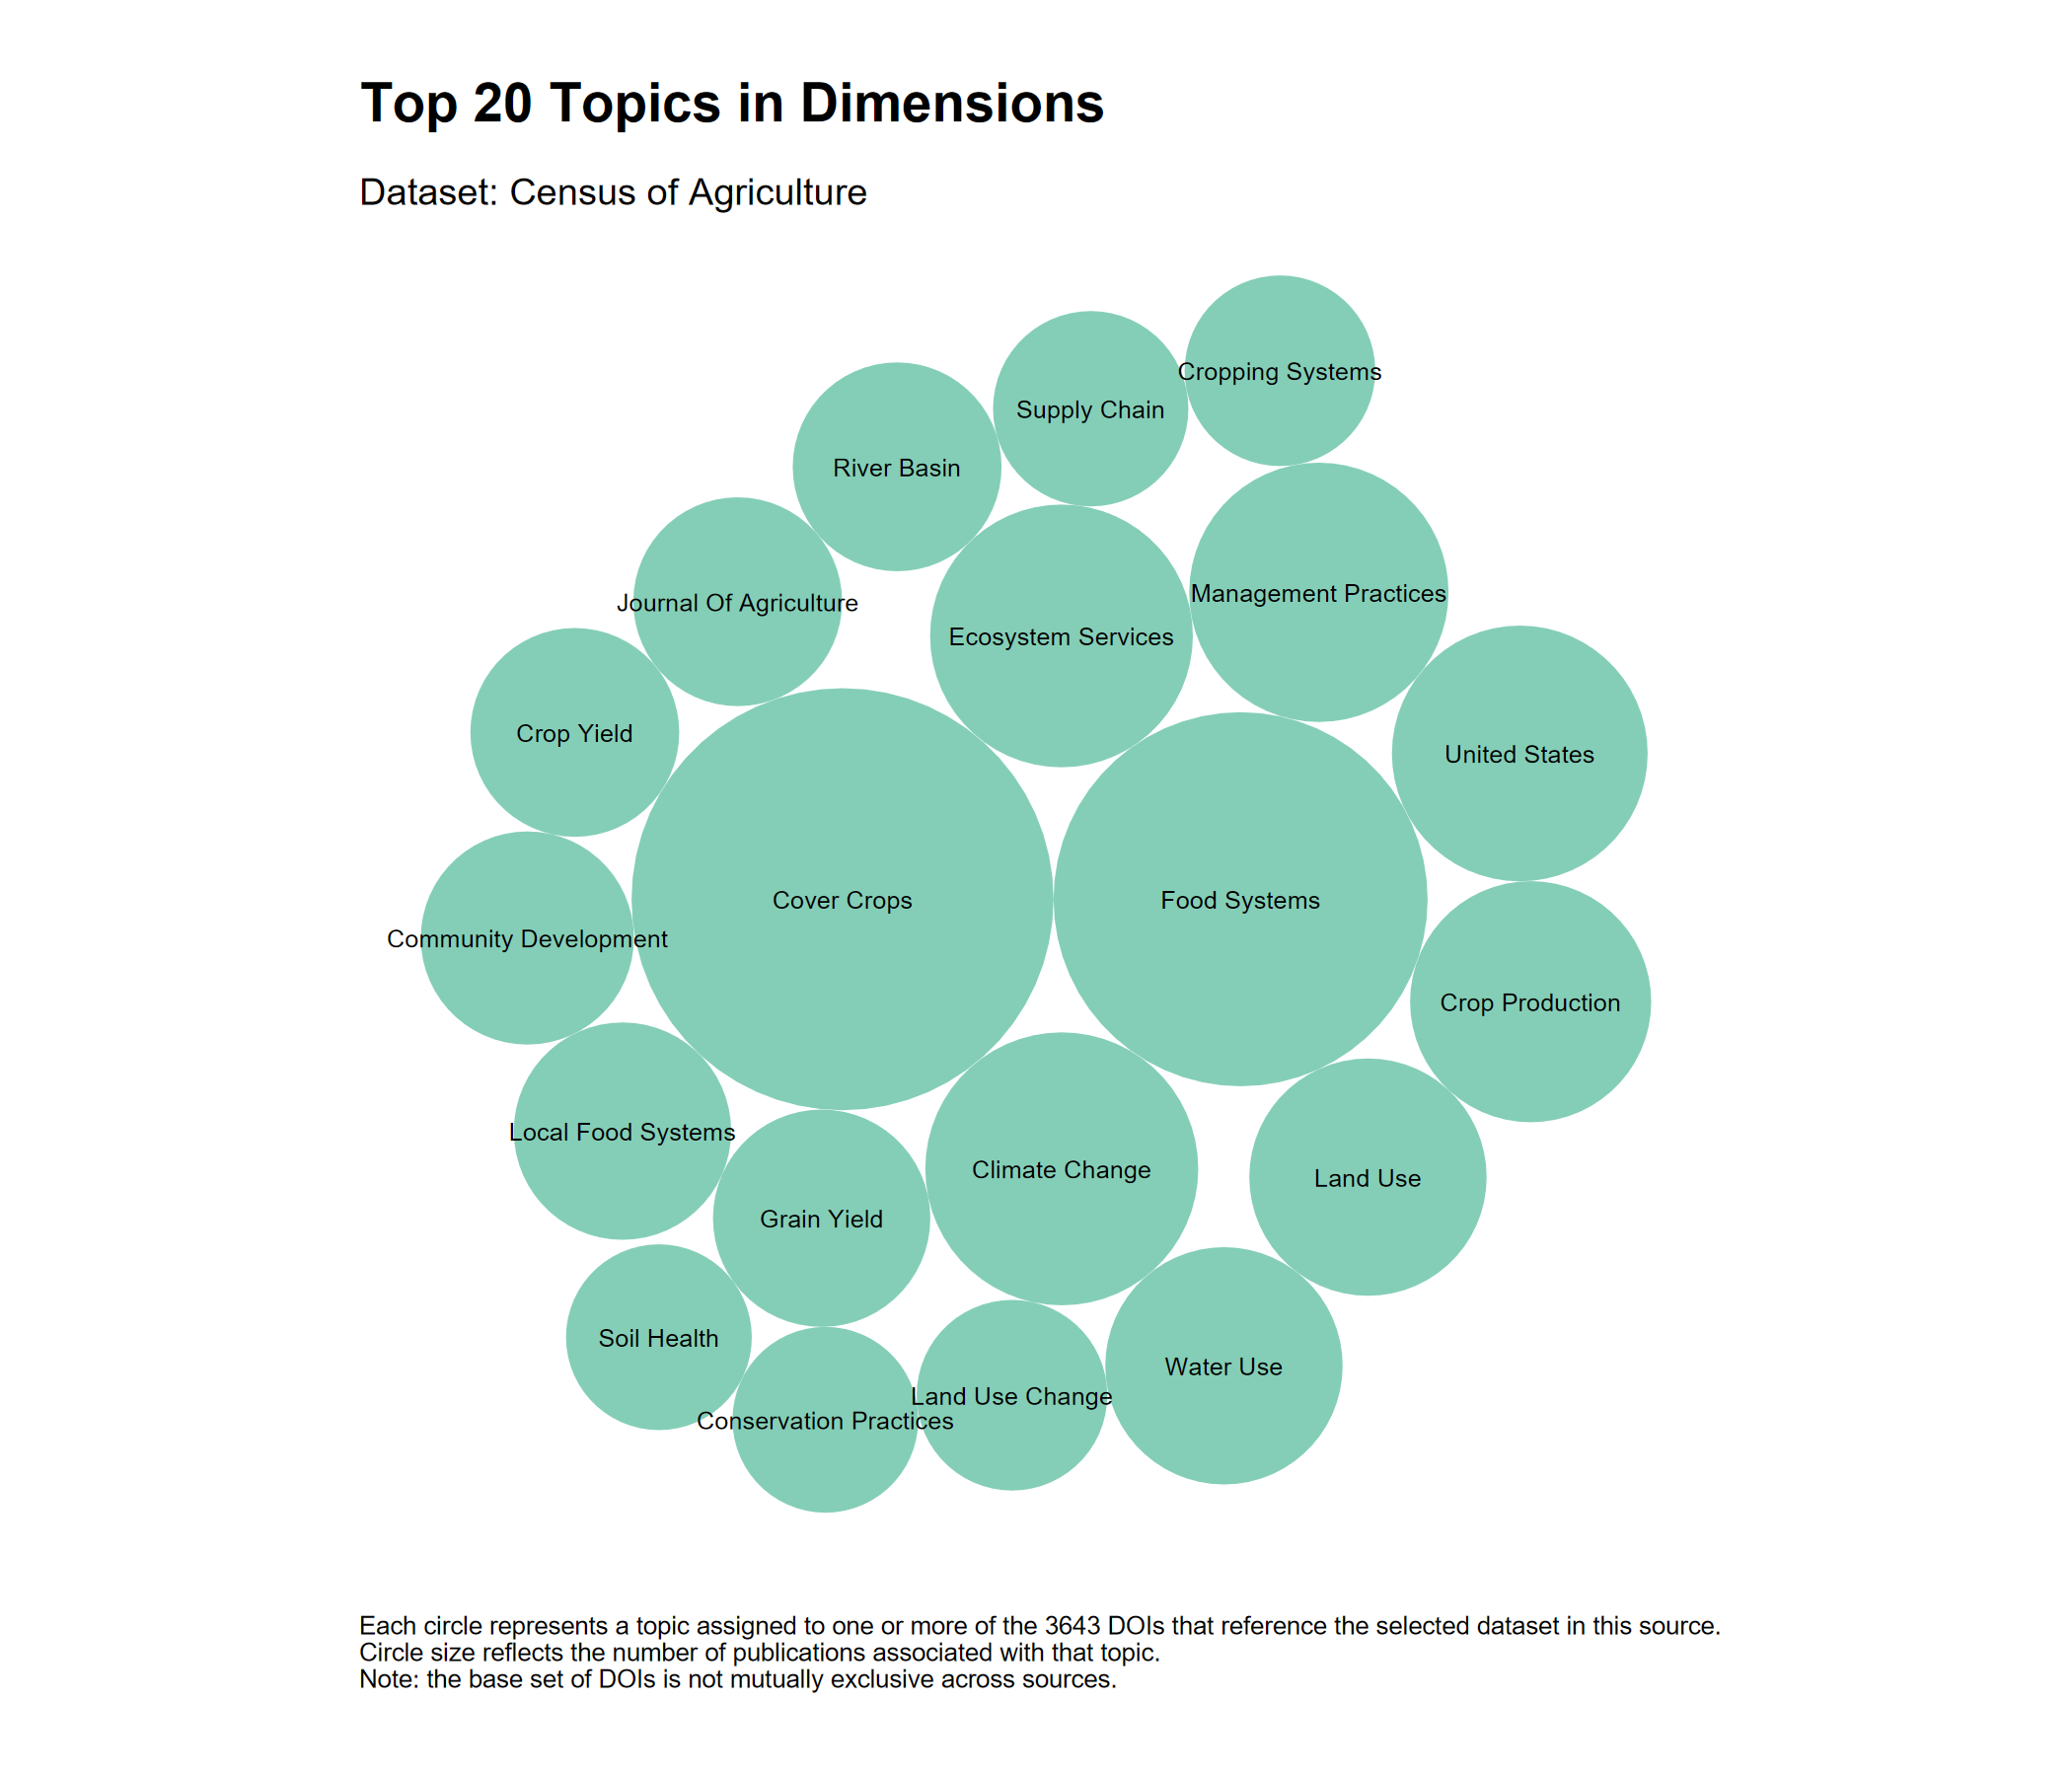 Top 20 Topics in Dimensions
Dataset: Census of Agriculture
Cropping Systems
Supply Chain
River Basin
Management Practices
Journal Of Agriculture
Ecosystem Services
Crop Yield
United States
Cover Crops
Food Systems
Community Development
Crop Production
Local Food Systems
Climate Change
Land Use
Grain Yield
Soil Health
Water Use
Land Use Change
Conservation Practices
Each circle represents a topic assigned to one or more of the 3643 DOIs that reference the selected dataset in this source.
Circle size reflects the number of publications associated with that topic.
Note: the base set of DOIs is not mutually exclusive across sources.